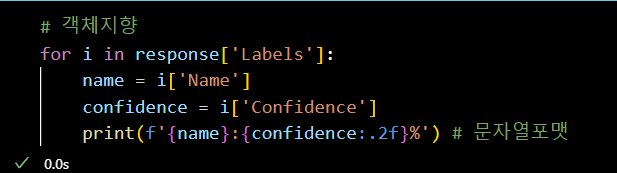 # 객체지향
for i in response['Labels']:
    name = i['Name']
    confidence = i['Confidence']
    print(f'{name}:{confidence:.2f}%') # 문자열포맷
✓ 0.0s